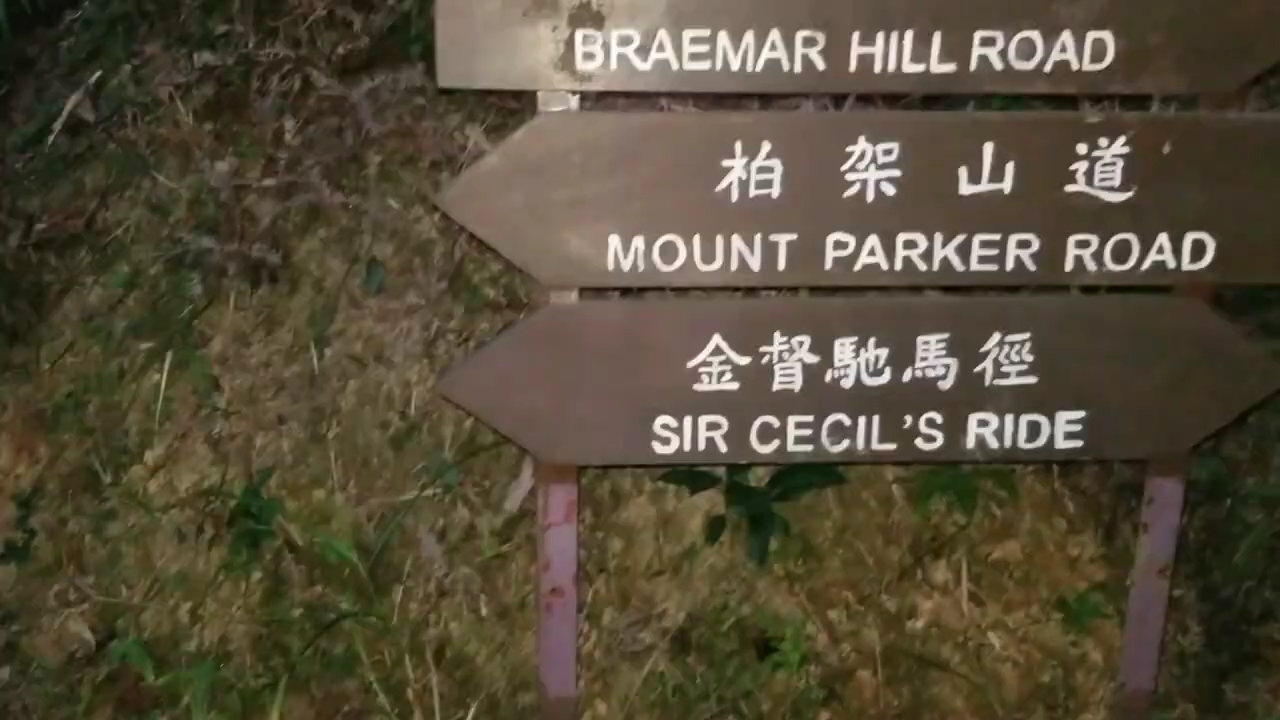 BRAEMAR HILL ROAD
柏架山道
MOUNT PARKER ROAD
金督馳馬徑
SIR CECIL'S RIDE